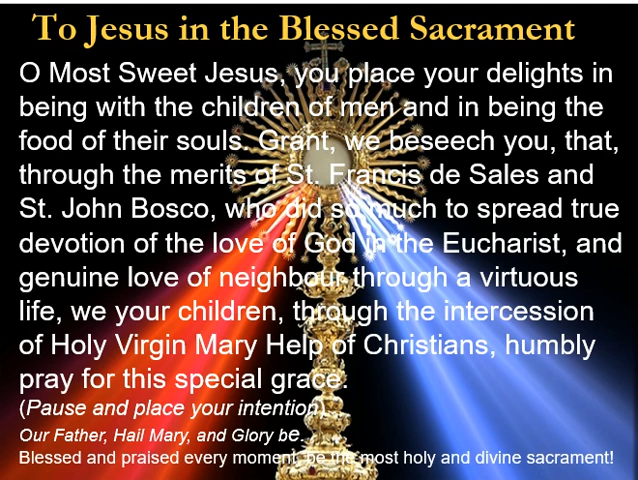 To Jesus in the Blessed Sacrament
O Most Sweet Jesus, you place your delights in
being with the children of men and in being the
food of their souls. Grant, we beseech you, that,
through the merits of St. Francis de Sales and
St. John Bosco, who did so much to spread true
devotion of the love of God in the Eucharist, and
genuine love of neighbour through a virtuous
life, we your children, through the intercession
of Holy Virgin Mary Help of Christians, humbly
pray for this special grace.
(Pause and place your intention)
Our Father, Hail Mary, and Glory be.
Blessed and praised every moment, be the most holy and divine sacrament!